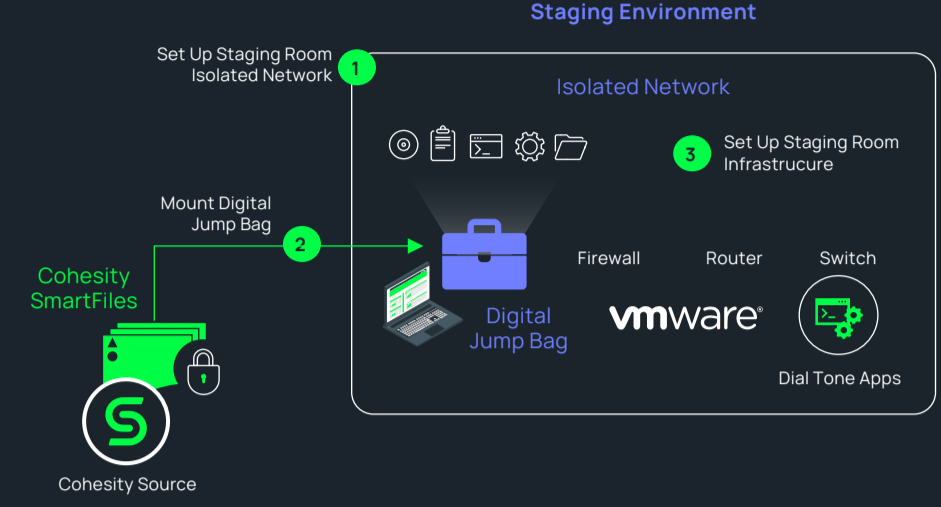 Staging Environment
Set Up Staging Room
Isolated Network
1
Isolated Network
3
Set Up Staging Room
Infrastrucure
Mount Digital
Jump Bag
2
Cohesity
SmartFiles
Firewall
Router
Switch
Digital
Jump Bag
vmware®
Dial Tone Apps
Cohesity Source